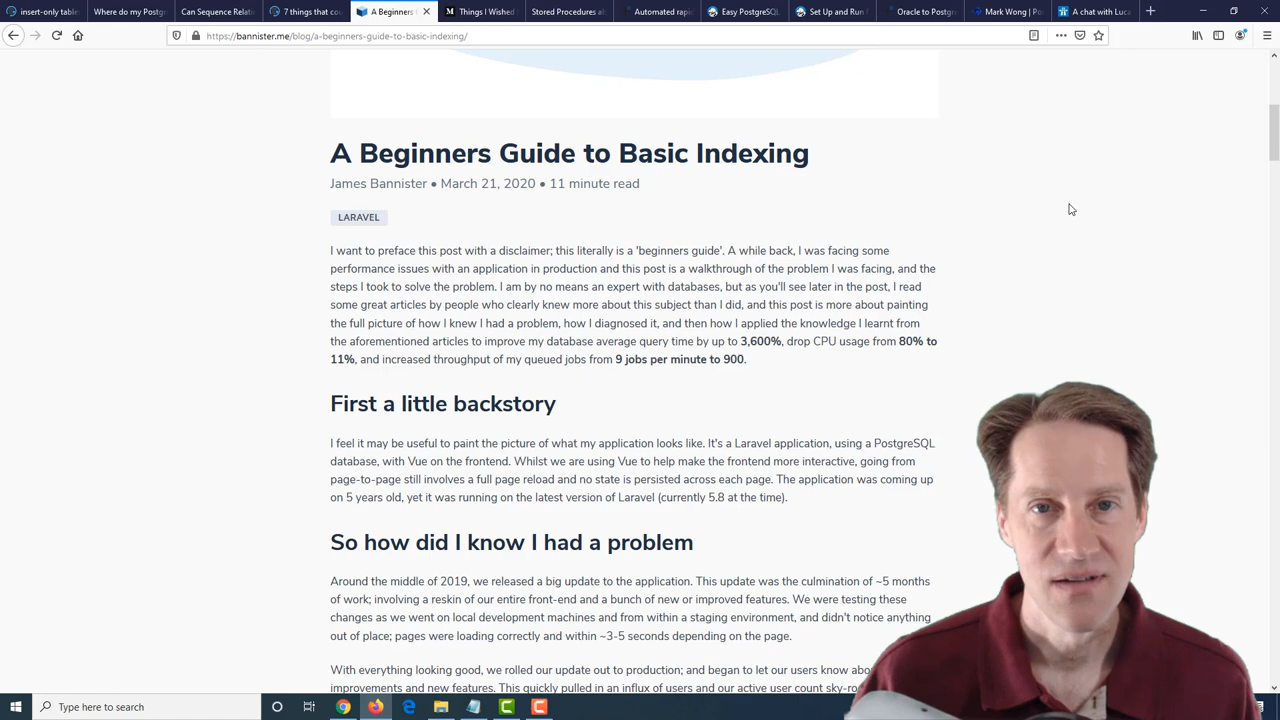 insert-only table
Where do my Postg
Can Sequence Relati
7 things that cou
A Beginners G
Things I Wished
Stored Procedures a
Automated rapi
Easy PostgreSQL
Set Up and Run
Oracle to Postgr
Mark Wong | Pos
A chat with Luca
https://bannister.me/blog/a-beginners-guide-to-basic-indexing/
A Beginners Guide to Basic Indexing
James Bannister • March 21, 2020 • 11 minute read
LARAVEL
I want to preface this post with a disclaimer; this literally is a 'beginners guide'. A while back, I was facing some
performance issues with an application in production and this post is a walkthrough of the problem I was facing, and the
steps I took to solve the problem. I am by no means an expert with databases, but as you'll see later in the post, I read
some great articles by people who clearly knew more about this subject than I did, and this post is more about painting
the full picture of how I knew I had a problem, how I diagnosed it, and then how I applied the knowledge I learnt from
the aforementioned articles to improve my database average query time by up to 3,600%, drop CPU usage from 80% to
11%, and increased throughput of my queued jobs from 9 jobs per minute to 900.
First a little backstory
I feel it may be useful to paint the picture of what my application looks like. It's a Laravel application, using a PostgreSQL
database, with Vue on the frontend. Whilst we are using Vue to help make the frontend more interactive, going from
page-to-page still involves a full page reload and no state is persisted across each page. The application was coming up
on 5 years old, yet it was running on the latest version of Laravel (currently 5.8 at the time).
So how did I know I had a problem
Around the middle of 2019, we released a big update to the application. This update was the culmination of ~5 months
of work; involving a reskin of our entire front-end and a bunch of new or improved features. We were testing these
changes as we went on local development machines and from within a staging environment, and didn't notice anything
out of place; pages were loading correctly and within ~3-5 seconds depending on the page.
With everything looking good, we rolled our update out to production; and began to let our users know abo
improvements and new features. This quickly pulled in an influx of users and our active user count sky-ro
Type here to search